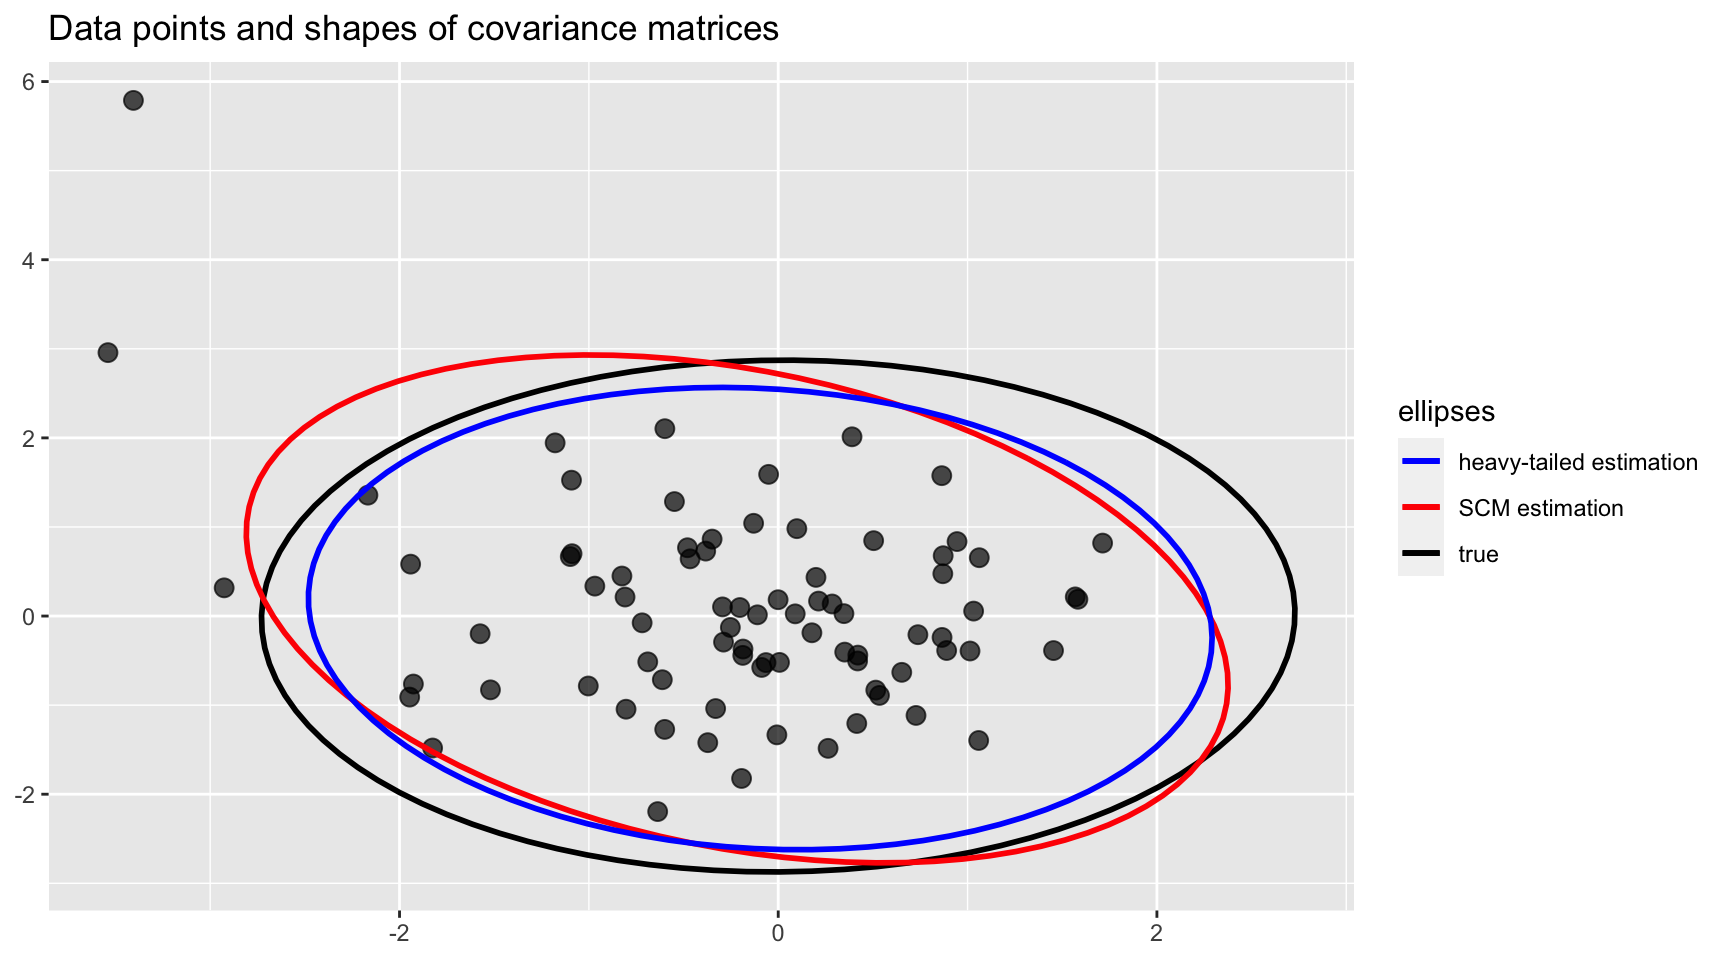 Data points and shapes of covariance matrices
6
4
2
0
-2
-2 0 2
ellipses
heavy-tailed estimation
SCM estimation
true